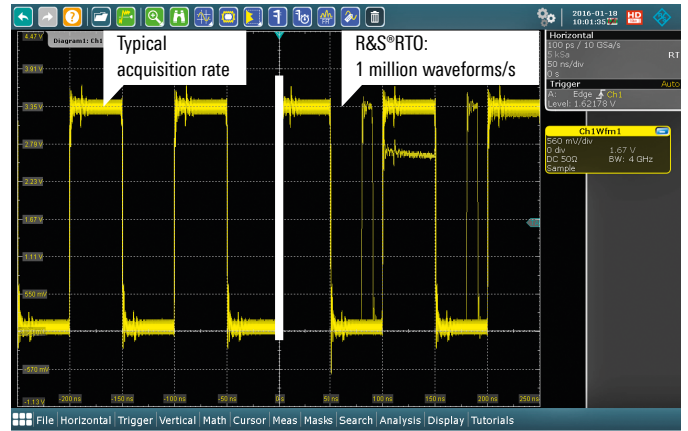 2016-01-18
10:01:35
HD
4.47 V
Diagram1: Ch1
Typical
acquisition rate
R&S®RTO:
1 million waveforms/s
Horizontal
100 ps / 10 GSa/s
5 kSa
RT
50 ns/div
0 s
Trigger
Auto
A: Edge Ch1
Level: 1.62178 V
3.91 V
3.35 V
2.79 V
2.23 V
1.67 V
1.11 V
550 mV
-570 mV
-1.13 V
Ch1Wfm1
560 mV/div
0 div
1.67 V
DC 50Ω
BW: 4 GHz
Sample
-200 ns
-150 ns
-100 ns
-50 ns
0 s
50 ns
100 ns
150 ns
200 ns
250 ns
File Horizontal Trigger Vertical Math Cursor Meas Masks Search Analysis Display Tutorials